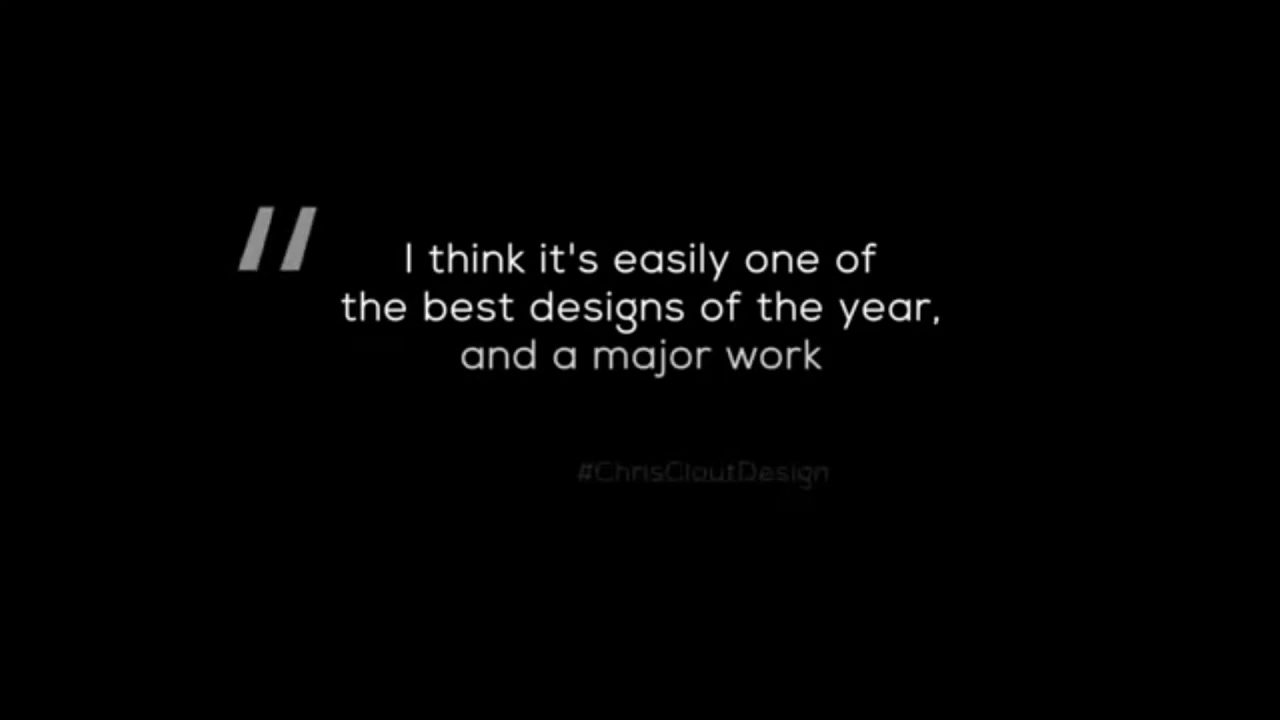 "
I think it's easily one of
the best designs of the year,
and a major work
#ChrisCloutDesign